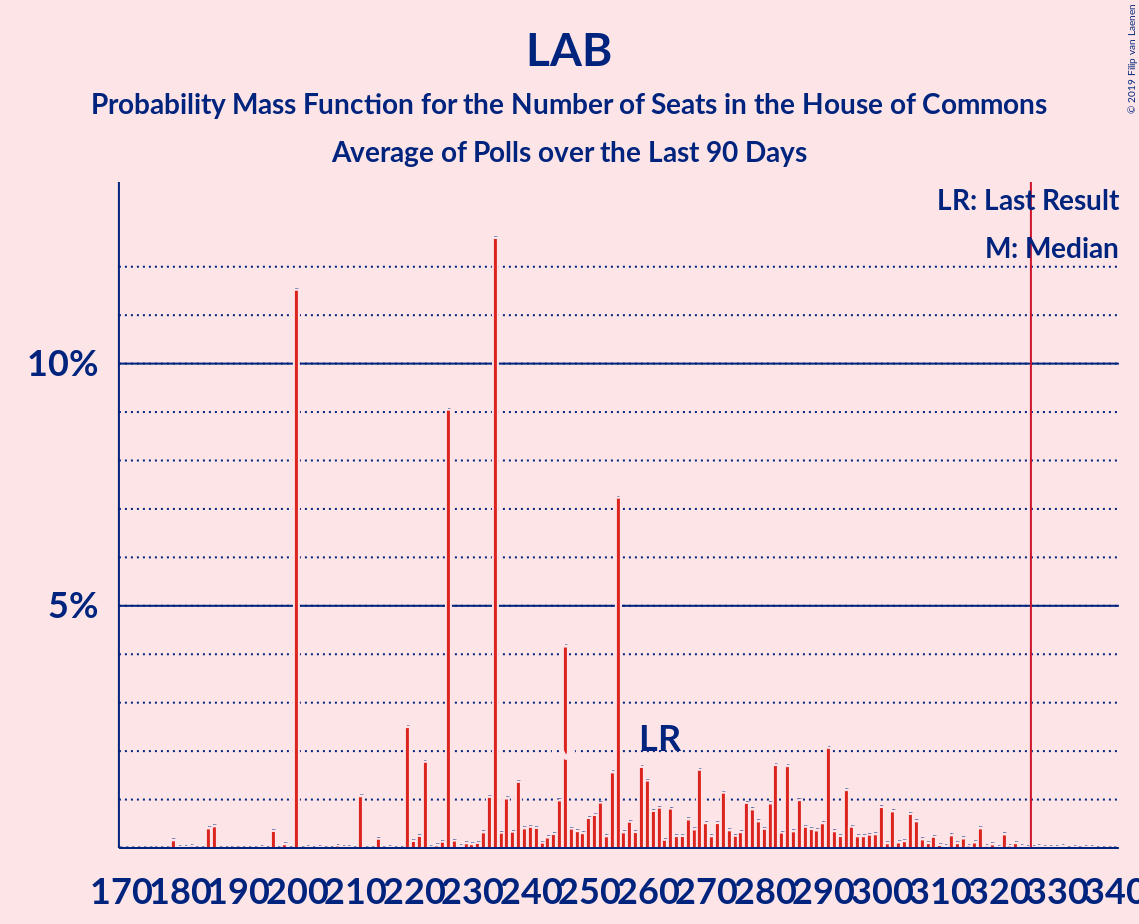 LAB
Probability Mass Function for the Number of Seats in the House of Commons
Average of Polls over the Last 90 Days
© 2019 Filip van Laenen
LR: Last Result
M: Median
10%
5%
LR
170 180 190 200 210 220 230 240 250 260 270 280 290 300 310 320 330 340